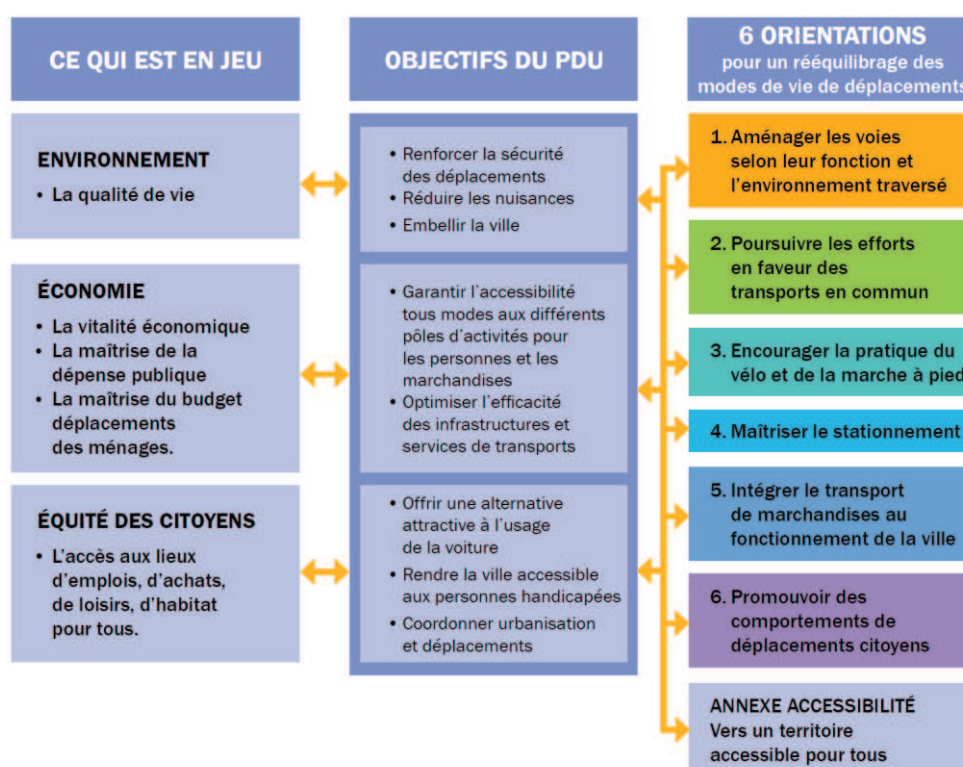 CE QUI EST EN JEU
ENVIRONNEMENT
• La qualité de vie
ÉCONOMIE
• La vitalité économique
• La maîtrise de la
dépense publique
• La maîtrise du budget
déplacements
des ménages.
ÉQUITÉ DES CITOYENS
• L'accès aux lieux
d'emplois, d'achats,
de loisirs, d'habitat
pour tous.
OBJECTIFS DU PDU
• Renforcer la sécurité
des déplacements
• Réduire les nuisances
• Embellir la ville
• Garantir l'accessibilité
tous modes aux différents
pôles d'activités pour
les personnes et les
marchandises
• Optimiser l'efficacité
des infrastructures et
services de transports
• Offrir une alternative
attractive à l'usage
de la voiture
• Rendre la ville accessible
aux personnes handicapées
• Coordonner urbanisation
et déplacements
6 ORIENTATIONS
pour un rééquilibrage des
modes de vie de déplacements
1. Aménager les voies
selon leur fonction et
l'environnement traversé
2. Poursuivre les efforts
en faveur des
transports en commun
3. Encourager la pratique du
vélo et de la marche à pied
4. Maîtriser le stationnement
5. Intégrer le transport
de marchandises au
fonctionnement de la ville
6. Promouvoir des
comportements de
déplacements citoyens
ANNEXE ACCESSIBILITÉ
Vers un territoire
accessible pour tous